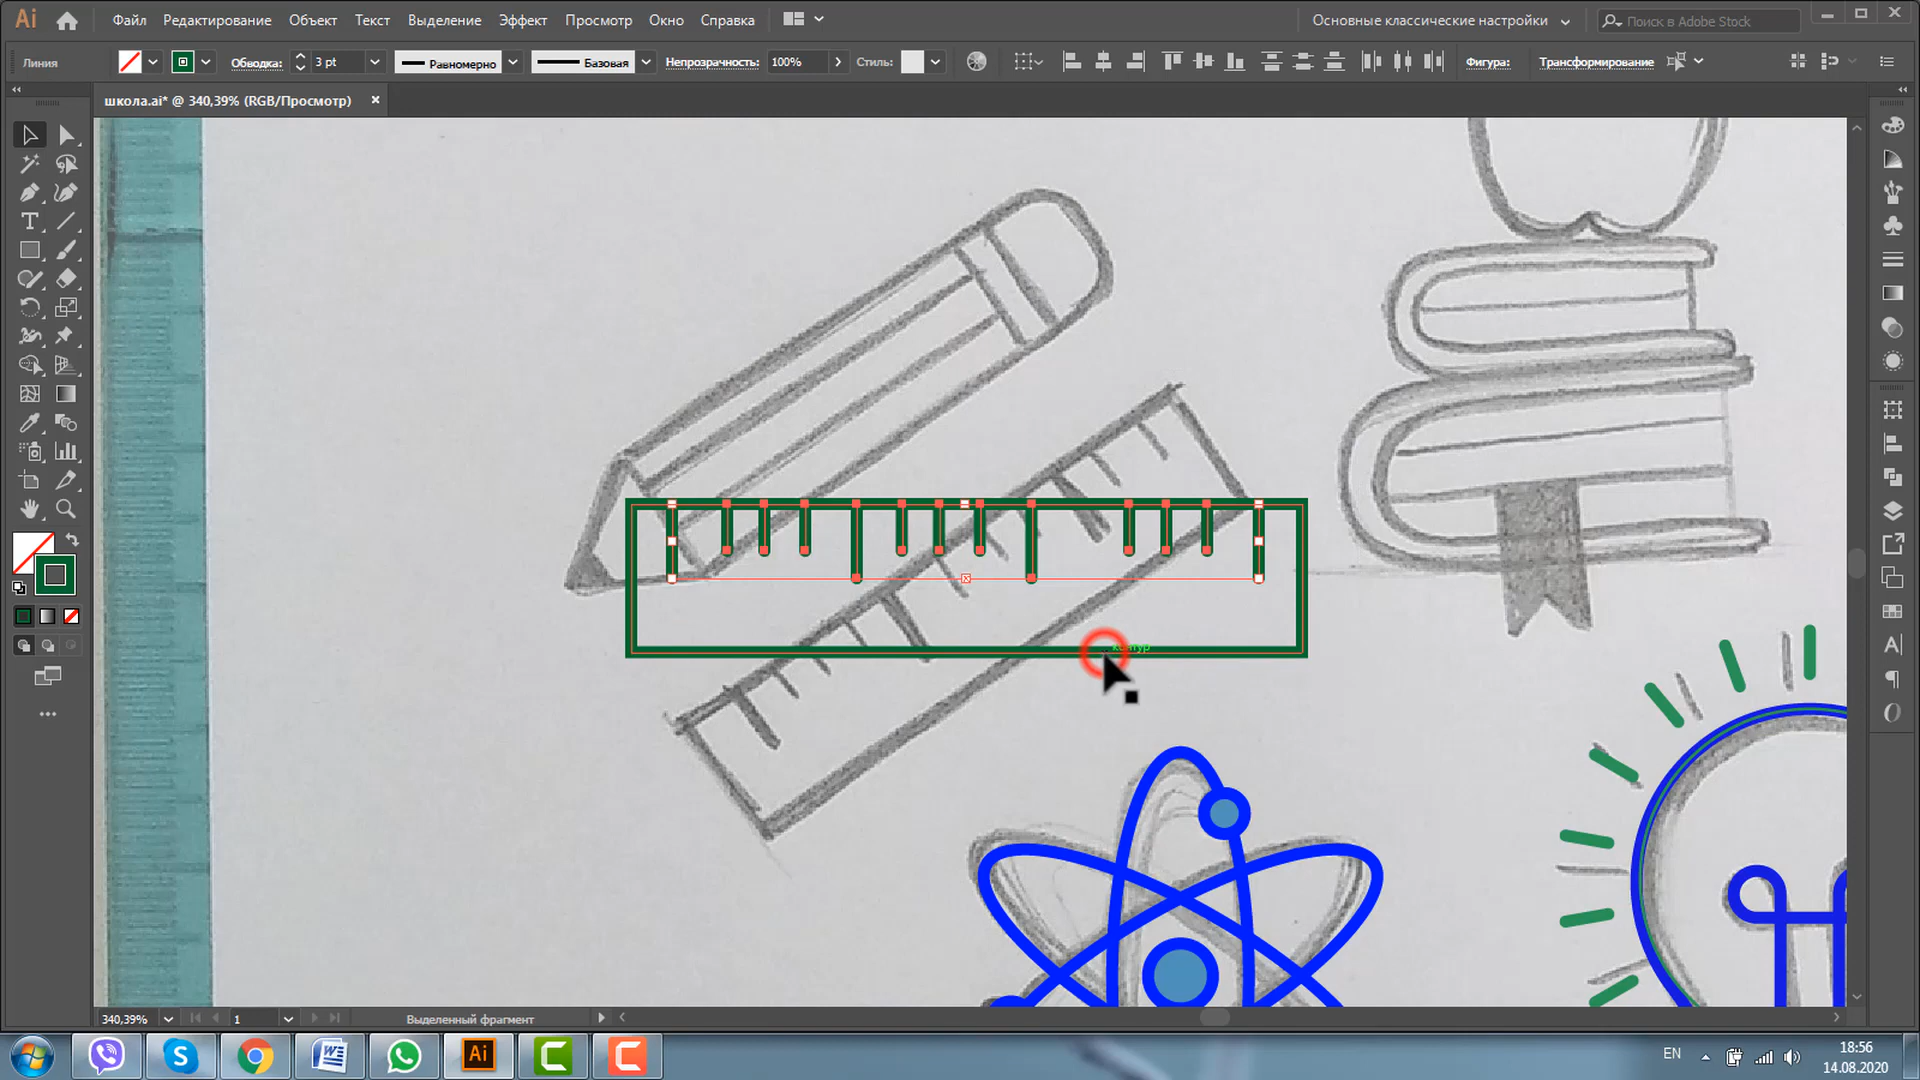 Ai Файл Редактирование Объект Текст Выделение Эффект Просмотр Окно Справка Основные классические настройки Поиск в Adobe Stock
Линия Обводка: 3 pt Равномерно Базовая Непрозрачность: 100% Стиль: Фигура: Трансформирование
школа.ai* @ 340,39% (RGB/Просмотр)
контур
340,39% 1 Выделенный фрагмент
EN 18:56
14.08.2020